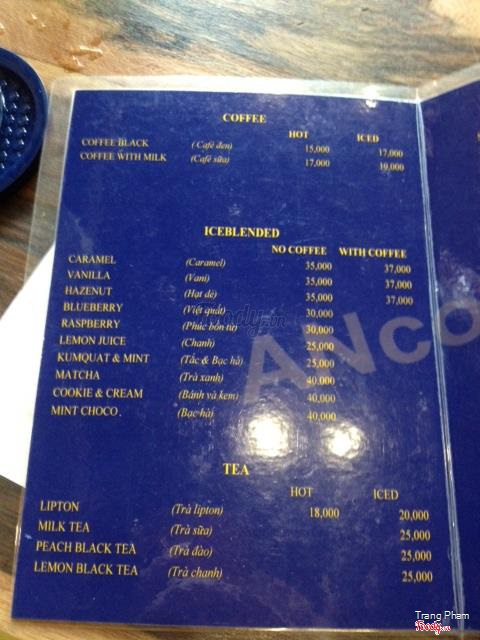 COFFEE
HOT ICED
COFFEE BLACK (Café đen) 15,000 17,000
COFFEE WITH MILK (Café sữa) 17,000 19,000
ICEBLENDED
NO COFFEE WITH COFFEE
CARAMEL (Caramel) 35,000 37,000
VANILLA (Vani) 35,000 37,000
HAZENUT (Hạt dẻ) 35,000 37,000
BLUEBERRY (Việt quất) 30,000
RASPBERRY (Phúc bồn tử) 30,000
LEMON JUICE (Chanh) 25,000
KUMQUAT & MINT (Tắc & Bạc hà) 25,000
MATCHA (Trà xanh) 40,000
COOKIE & CREAM (Bánh và kem) 40,000
MINT CHOCO. (Bạc hà) 40,000
ANCO
TEA
HOT ICED
LIPTON (Trà lipton) 18,000 20,000
MILK TEA (Trà sữa) 25,000
PEACH BLACK TEA (Trà đào) 25,000
LEMON BLACK TEA (Trà chanh) 25,000
Trang Pham
Foody.vn